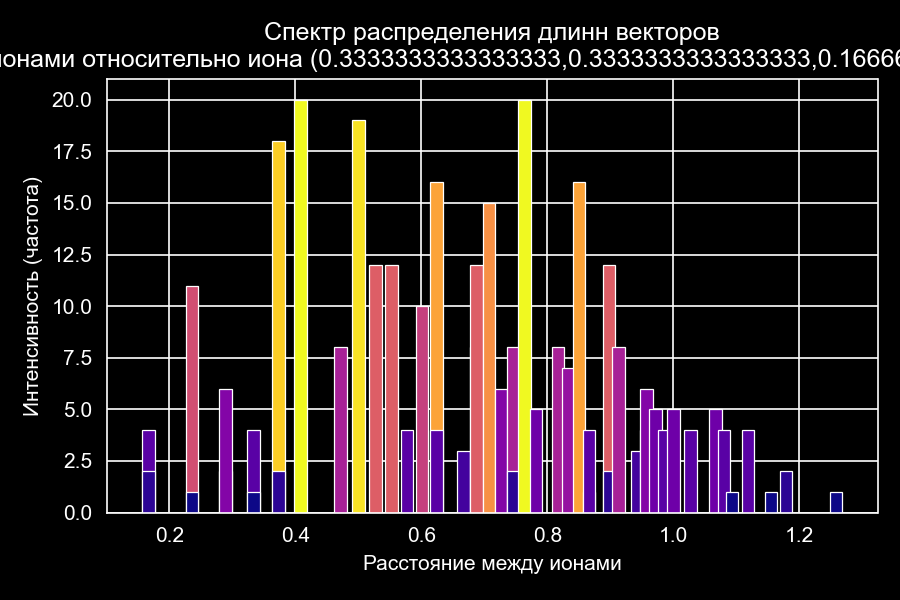 Спектр распределения длинн векторов
ионами относительно иона (0.3333333333333333,0.3333333333333333,0.16666
20.0
17.5
15.0
12.5
10.0
7.5
5.0
2.5
0.0
Интенсивность (частота)
0.2 0.4 0.6 0.8 1.0 1.2
Расстояние между ионами